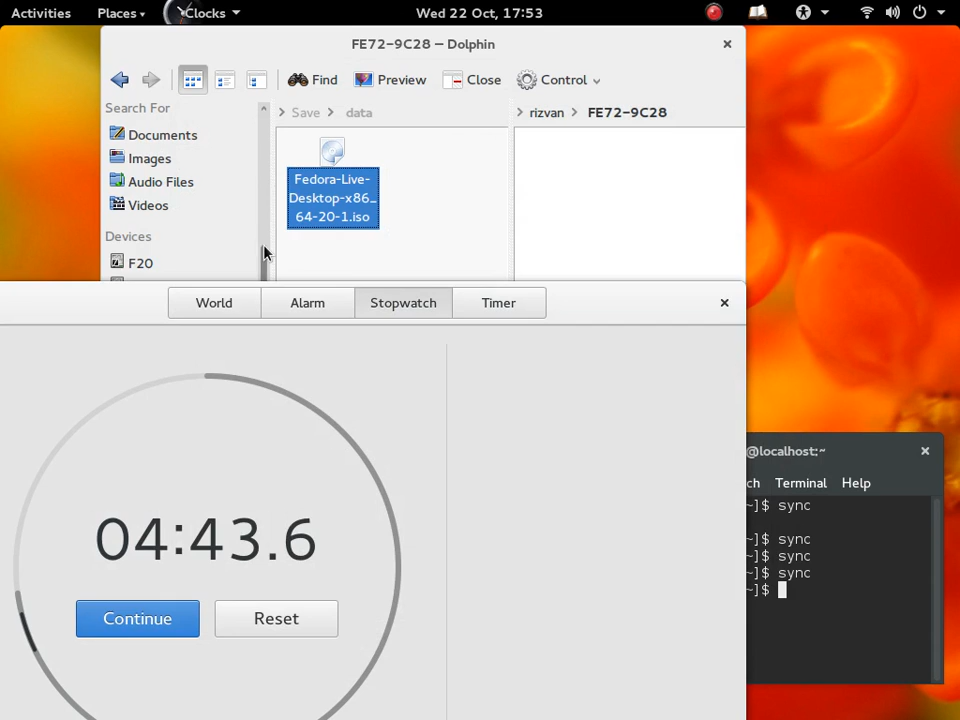 Activities Places Clocks Wed 22 Oct, 17:53
FE72-9C28 – Dolphin
Find Preview Close Control
Search For
Documents
Images
Audio Files
Videos
Devices
F20
Save data
Fedora-Live-
Desktop-x86_
64-20-1.iso
rizvan FE72-9C28
World Alarm Stopwatch Timer
04:43.6
Continue Reset
@localhost:~
ch Terminal Help
~]$ sync
~]$ sync
~]$ sync
~]$ sync
~]$